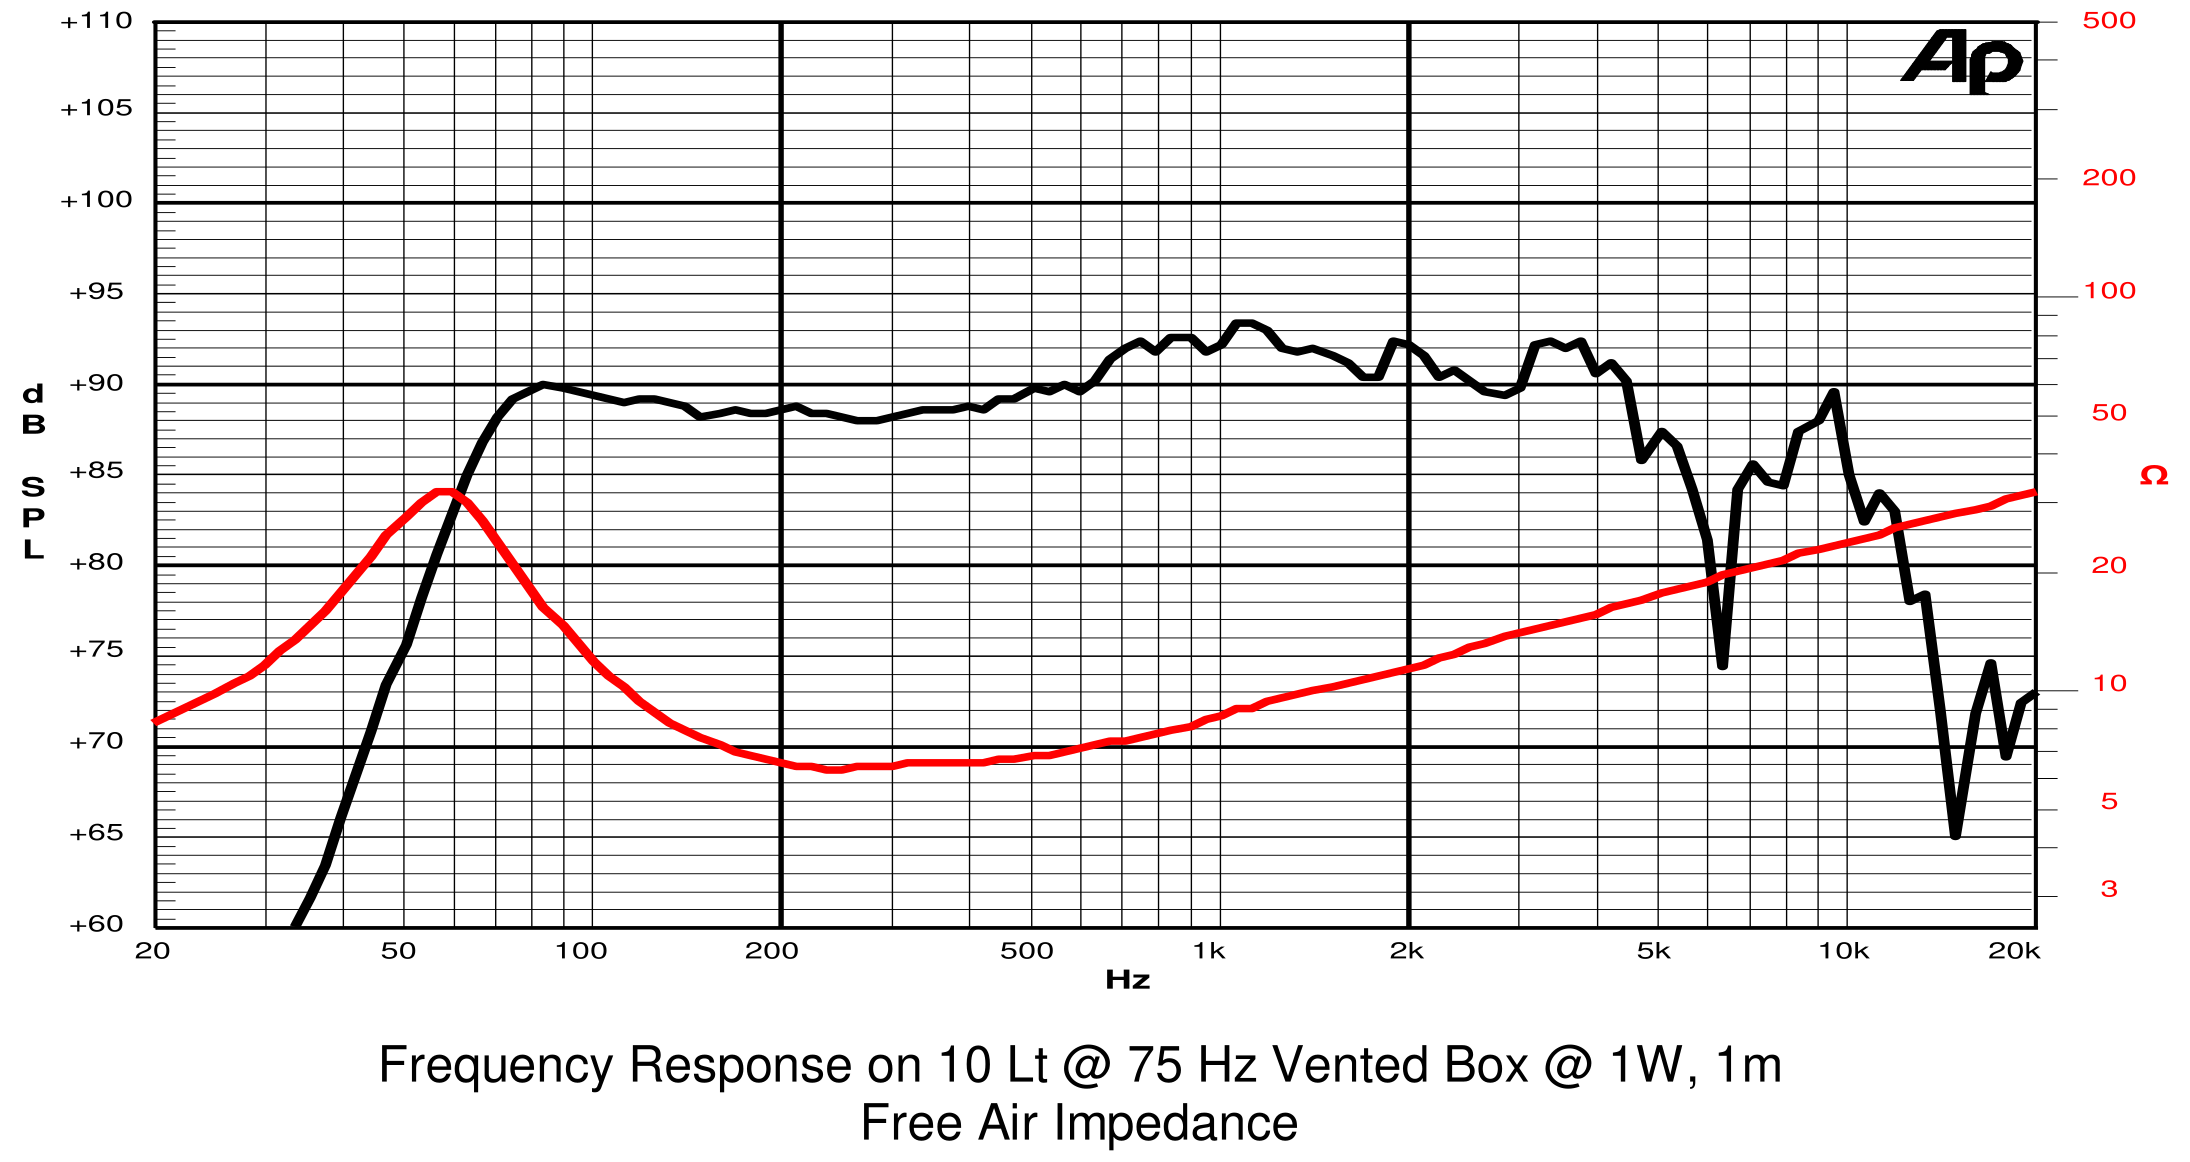 +110
+105
+100
+95
+90
+85
+80
+75
+70
+65
+60
dB SPL
500
200
100
50
20
10
5
3
Ω
Ap
20 50 100 200 500 1k 2k 5k 10k 20k
Hz
Frequency Response on 10 Lt @ 75 Hz Vented Box @ 1W, 1m
Free Air Impedance